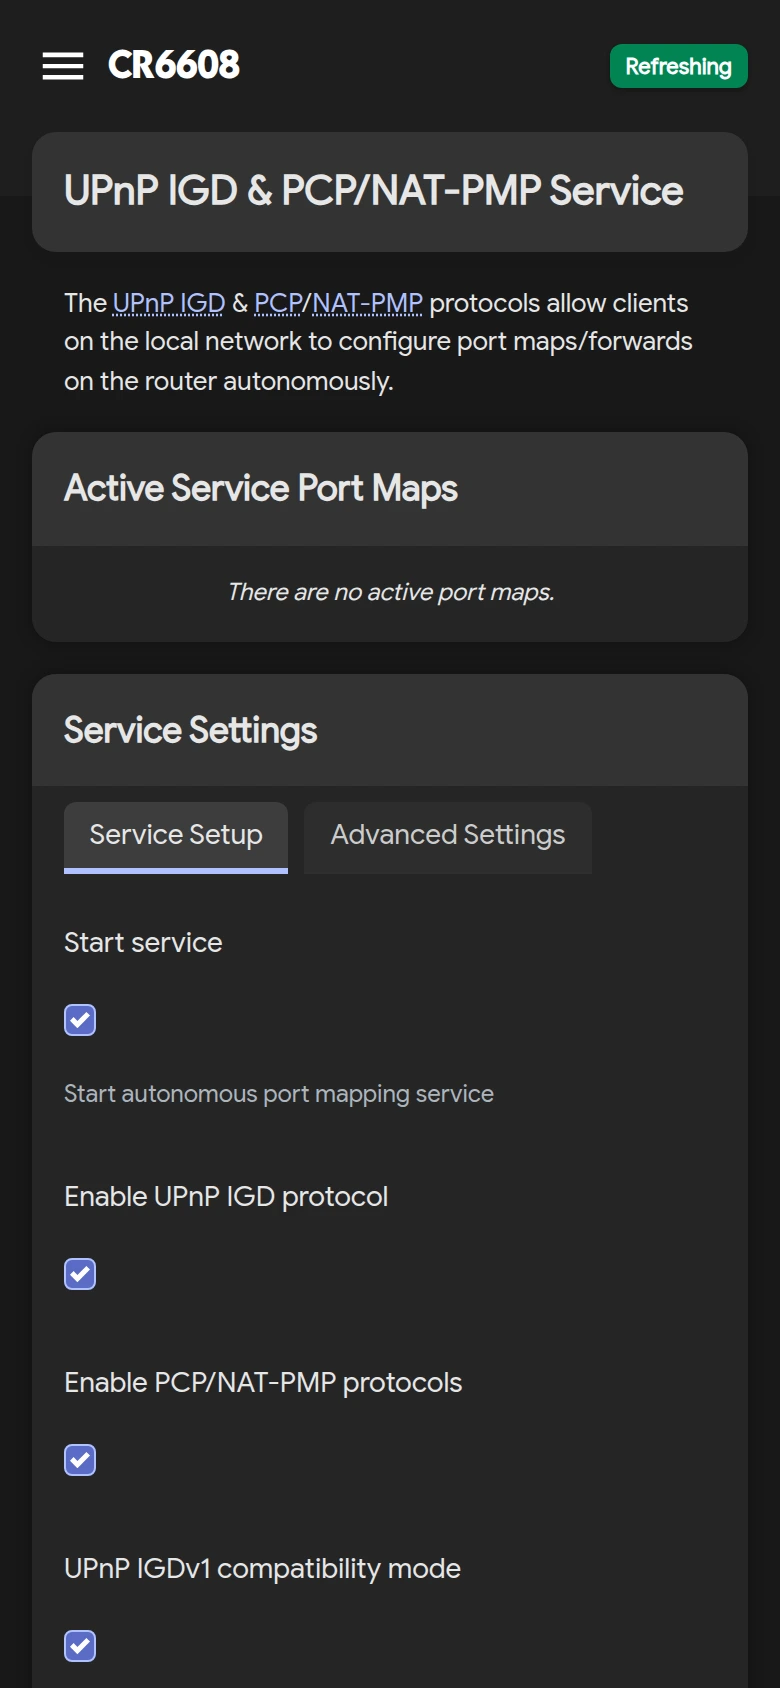 CR6608
Refreshing
UPnP IGD & PCP/NAT-PMP Service
The UPnP IGD & PCP/NAT-PMP protocols allow clients
on the local network to configure port maps/forwards
on the router autonomously.
Active Service Port Maps
There are no active port maps.
Service Settings
Service Setup
Advanced Settings
Start service
Start autonomous port mapping service
Enable UPnP IGD protocol
Enable PCP/NAT-PMP protocols
UPnP IGDv1 compatibility mode